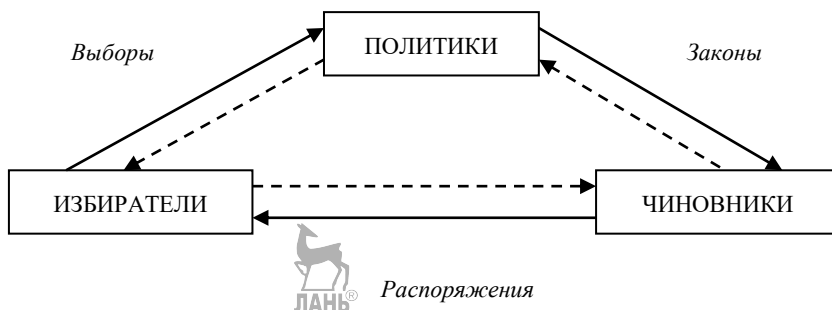 Выборы
ПОЛИТИКИ
Законы
ИЗБИРАТЕЛИ
ЧИНОВНИКИ
ЛАНЬ®
Распоряжения